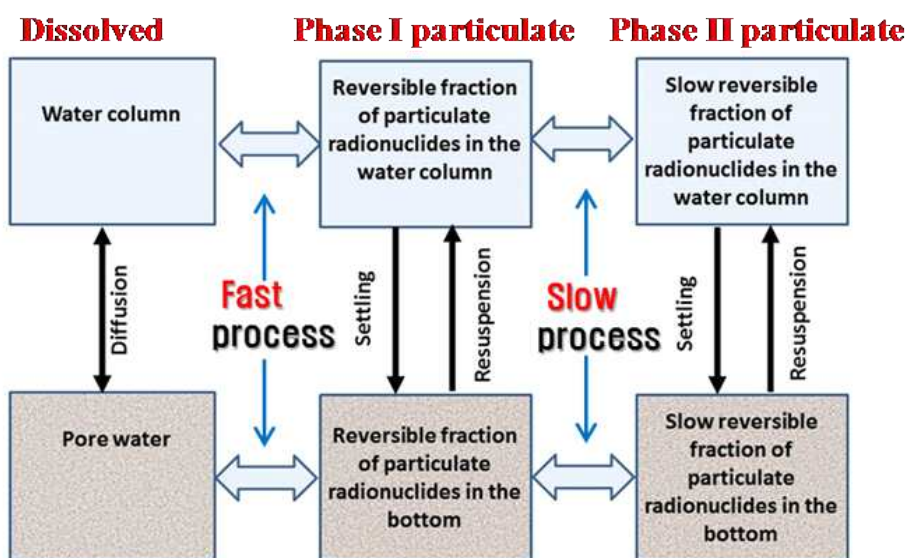 Dissolved
Phase I particulate
Phase II particulate
Water column
Reversible fraction
of particulate
radionuclides in the
water column
Slow reversible
fraction of
particulate
radionuclides in the
water column
Diffusion
Fast
process
Settling
Resuspension
Slow
process
Settling
Resuspension
Pore water
Reversible fraction
of particulate
radionuclides in the
bottom
Slow reversible
fraction of
particulate
radionuclides in the
bottom